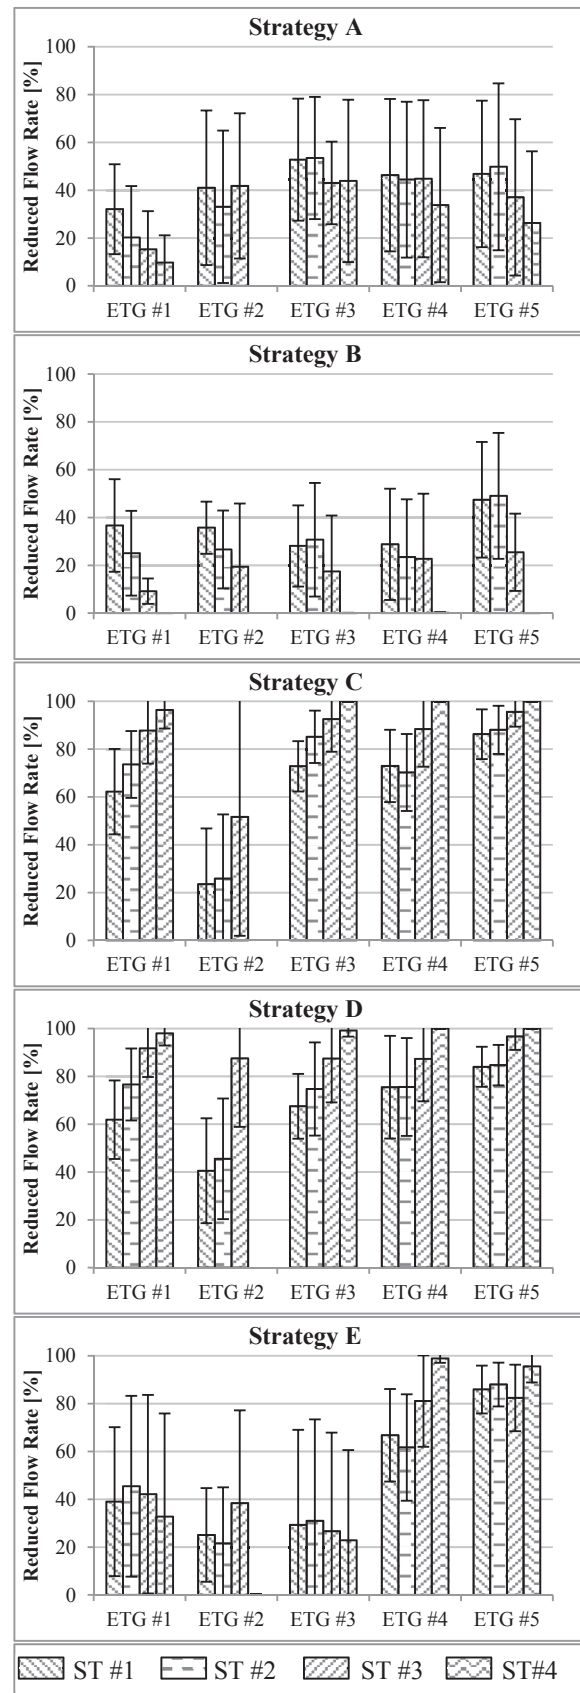 Strategy A
Reduced Flow Rate [%]
100
80
60
40
20
0
ETG #1 ETG #2 ETG #3 ETG #4 ETG #5
Strategy B
Reduced Flow Rate [%]
100
80
60
40
20
0
ETG #1 ETG #2 ETG #3 ETG #4 ETG #5
Strategy C
Reduced Flow Rate [%]
100
80
60
40
20
0
ETG #1 ETG #2 ETG #3 ETG #4 ETG #5
Strategy D
Reduced Flow Rate [%]
100
80
60
40
20
0
ETG #1 ETG #2 ETG #3 ETG #4 ETG #5
Strategy E
Reduced Flow Rate [%]
100
80
60
40
20
0
ETG #1 ETG #2 ETG #3 ETG #4 ETG #5
ST #1 ST #2 ST #3 ST#4